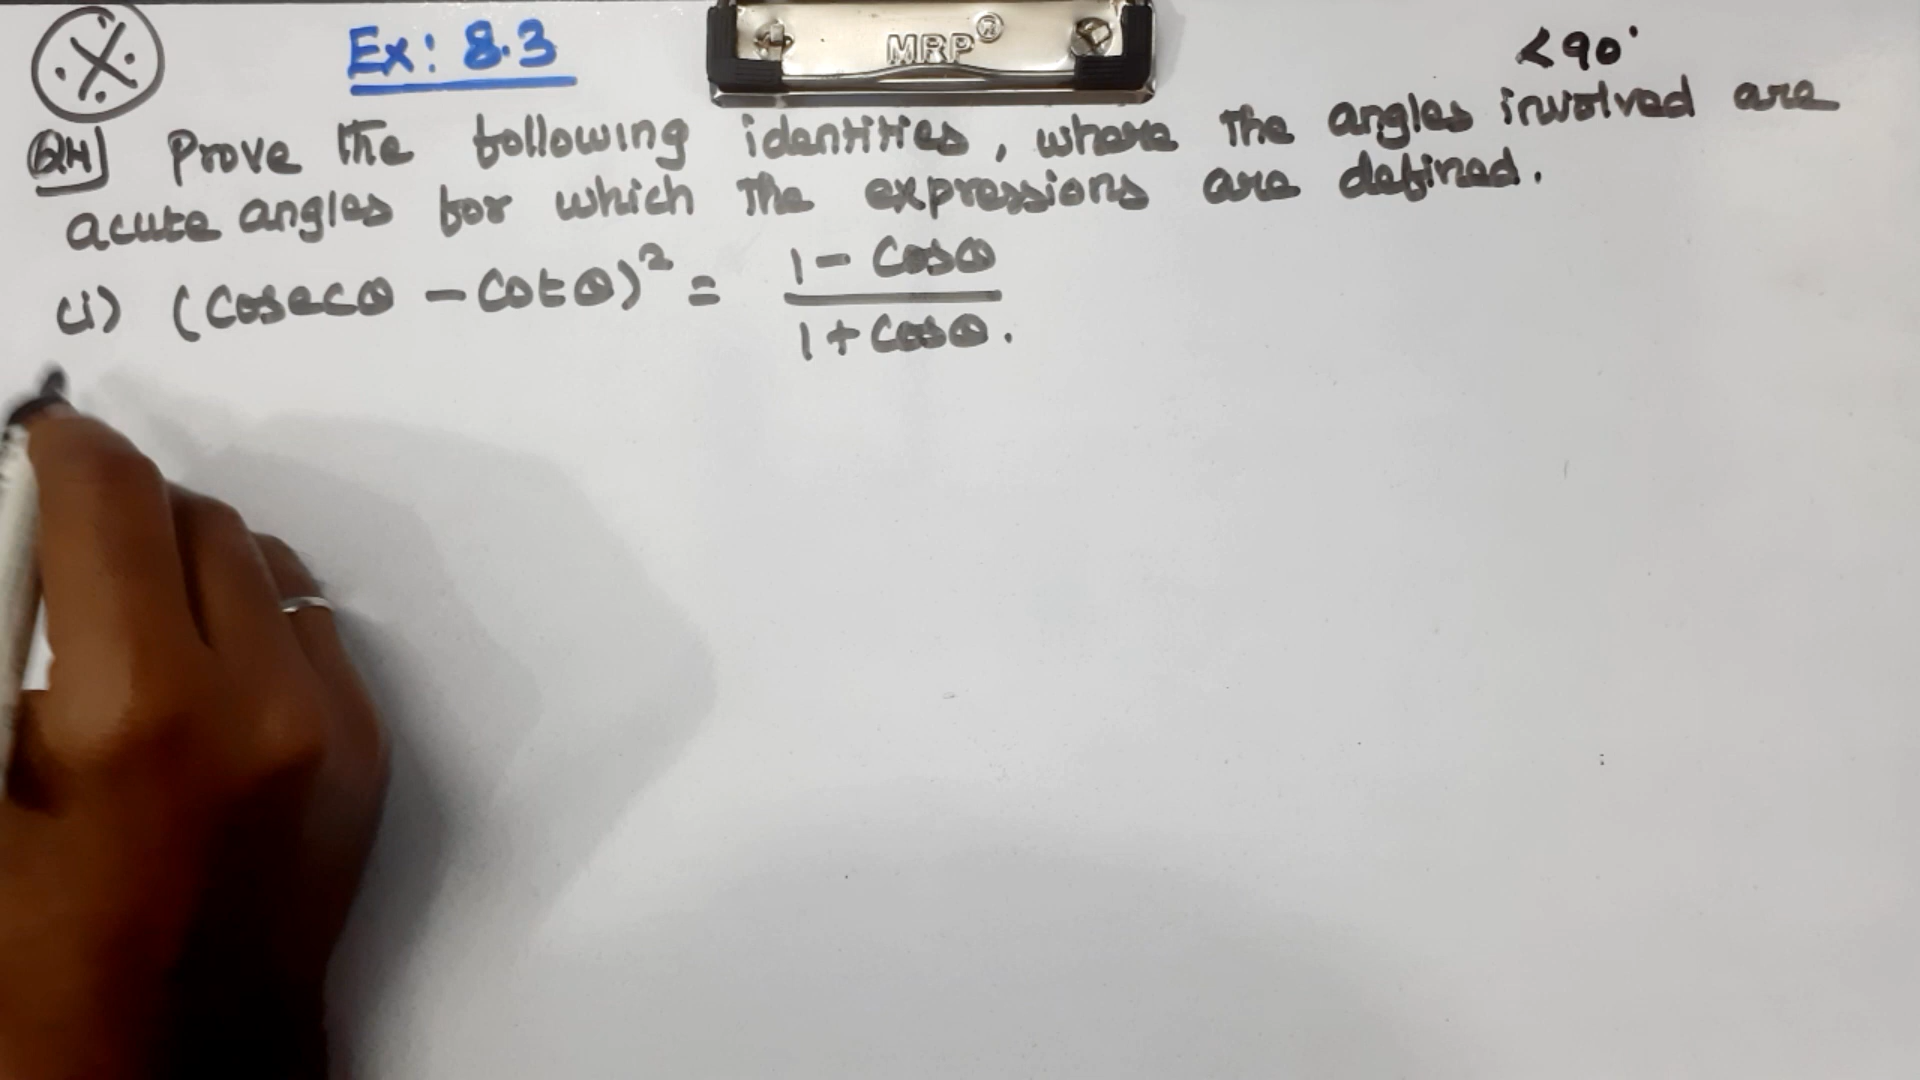 Ex: 8.3
MRP®
<90°
Q4) Prove the following identities, where the angles involved are
acute angles for which the expressions are defined.
(i) (Cosecθ - Cotθ)² = 1 - Cosθ
1 + Cosθ.